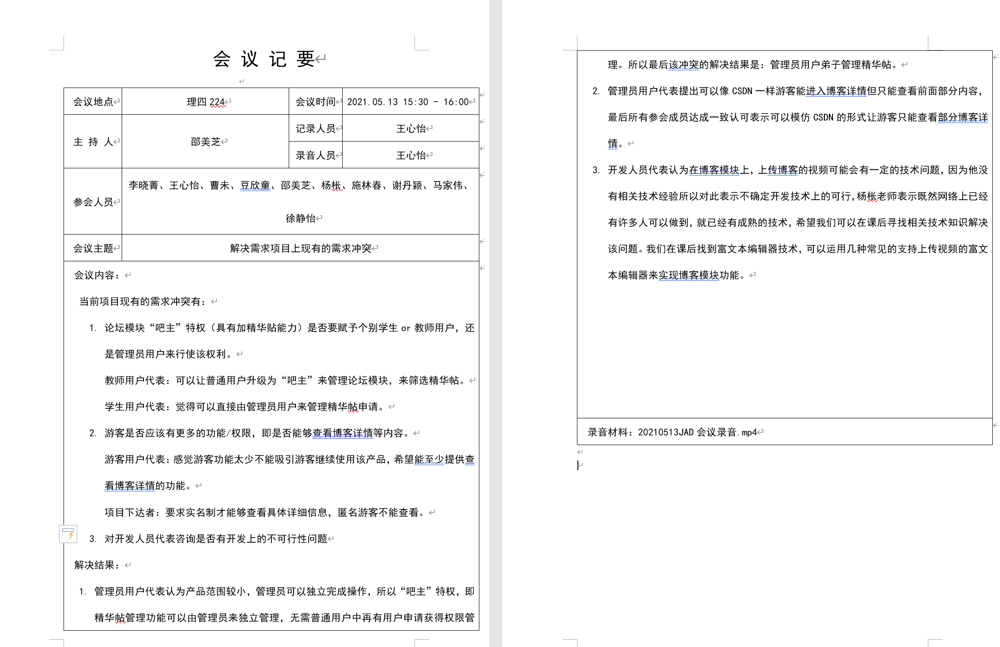 会 议 记 要
会议地点 理四 224 会议时间 2021.05.13 15:30 - 16:00
主 持 人 邵美芝 记录人员 王心怡
录音人员 王心怡
参会人员 李晓菁、王心怡、曹未、豆欣童、邵美芝、杨枨、施林春、谢丹颖、马家伟、
徐静怡
会议主题 解决需求项目上现有的需求冲突
会议内容：
当前项目现有的需求冲突有：
1. 论坛模块“吧主”特权（具有加精华贴能力）是否要赋予个别学生 or 教师用户，还
是管理员用户来行使该权利。
教师用户代表：可以让普通用户升级为“吧主”来管理论坛模块，来筛选精华帖。
学生用户代表：觉得可以直接由管理员用户来管理精华帖申请。
2. 游客是否应该有更多的功能/权限，即是否能够查看博客详情等内容。
游客用户代表：感觉游客功能太少不能吸引游客继续使用该产品，希望能至少提供查
看博客详情的功能。
项目下达者：要求实名制才能够查看具体详细信息，匿名游客不能查看。
3. 对开发人员代表咨询是否有开发上的不可行性问题
解决结果：
1. 管理员用户代表认为产品范围较小，管理员可以独立完成操作，所以“吧主”特权，即
精华帖管理功能可以由管理员来独立管理，无需普通用户中再有用户申请获得权限管
理。所以最后该冲突的解决结果是：管理员用户弟子管理精华帖。
2. 管理员用户代表提出可以像 CSDN 一样游客能进入博客详情但只能查看前面部分内容，
最后所有参会成员达成一致认可表示可以模仿 CSDN 的形式让游客只能查看部分博客详
情。
3. 开发人员代表认为在博客模块上，上传博客的视频可能会有一定的技术问题，因为他没
有相关技术经验所以对此表示不确定开发技术上的可行，杨枨老师表示既然网络上已经
有许多人可以做到，就已经有成熟的技术，希望我们可以在课后寻找相关技术知识解决
该问题。我们在课后找到富文本编辑器技术，可以运用几种常见的支持上传视频的富文
本编辑器来实现博客模块功能。
录音材料：20210513JAD 会议录音.mp4